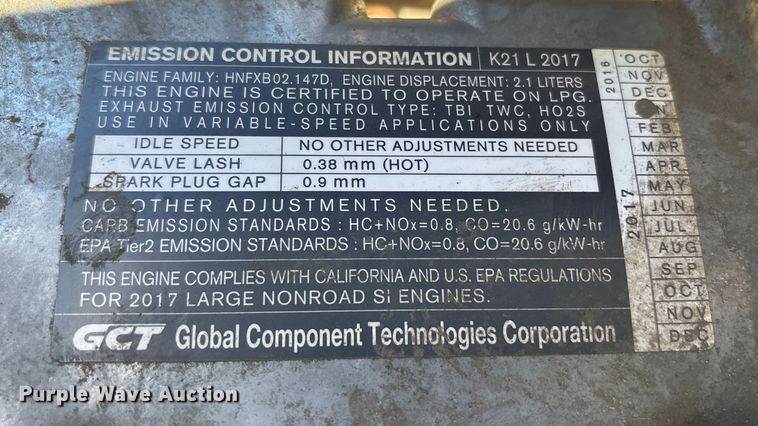 EMISSION CONTROL INFORMATION K21 L 2017
ENGINE FAMILY: HNFXB02.147D, ENGINE DISPLACEMENT: 2.1 LITERS
THIS ENGINE IS CERTIFIED TO OPERATE ON LPG.
EXHAUST EMISSION CONTROL TYPE: TBI, TWC, HO2S
USE IN VARIABLE-SPEED APPLICATIONS ONLY
IDLE SPEED NO OTHER ADJUSTMENTS NEEDED
VALVE LASH 0.38 mm (HOT)
SPARK PLUG GAP 0.9 mm
NO OTHER ADJUSTMENTS NEEDED.
CARB EMISSION STANDARDS : HC+NOx=0.8, CO=20.6 g/kW-hr
EPA Tier2 EMISSION STANDARDS : HC+NOx=0.8, CO=20.6 g/kW-hr
THIS ENGINE COMPLIES WITH CALIFORNIA AND U.S. EPA REGULATIONS
FOR 2017 LARGE NONROAD SI ENGINES.
GCT Global Component Technologies Corporation
2016
OCT
NOV
DEC
2017
JAN
FEB
MAR
APR
MAY
JUN
JUL
AUG
SEP
OCT
NOV
DEC
Purple Wave Auction